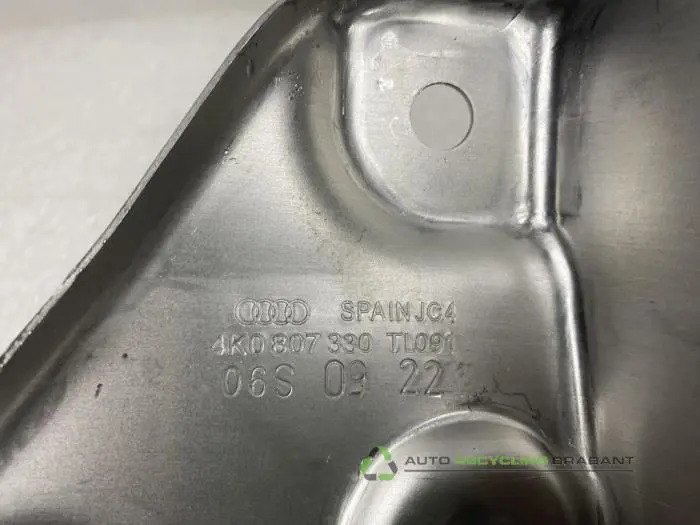 SPAIN JC4
4K0 807 330 TL091
06S 09 22
AUTO RECYCLING BRABANT